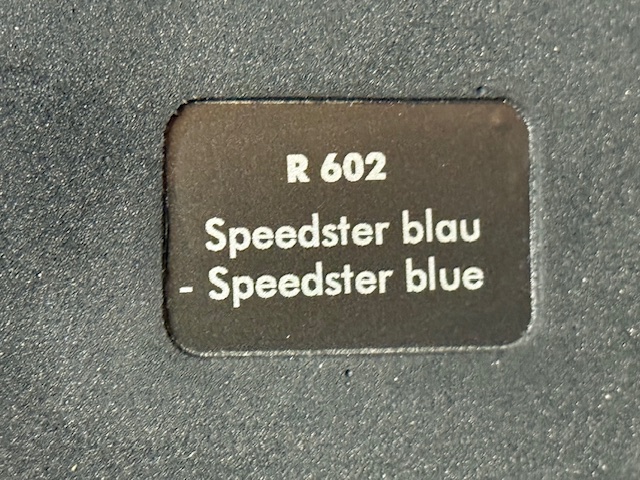 R 602
Speedster blau
- Speedster blue